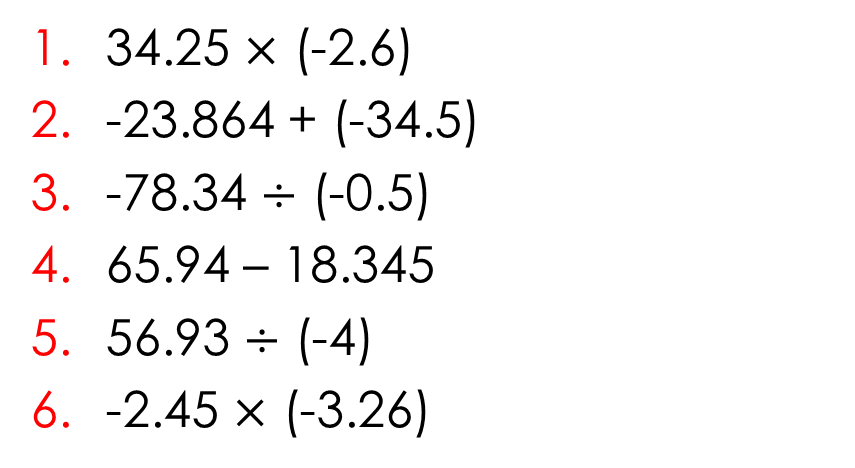 1. 34.25 × (-2.6)
2. -23.864 + (-34.5)
3. -78.34 ÷ (-0.5)
4. 65.94 – 18.345
5. 56.93 ÷ (-4)
6. -2.45 × (-3.26)